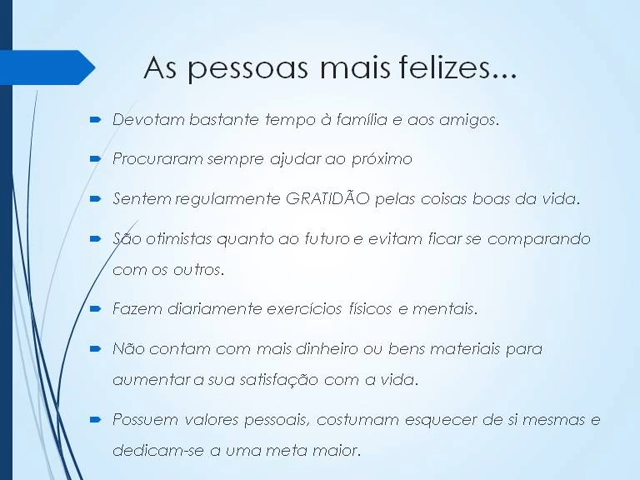 As pessoas mais felizes...
Devotam bastante tempo à família e aos amigos.
Procuraram sempre ajudar ao próximo
Sentem regularmente GRATIDÃO pelas coisas boas da vida.
São otimistas quanto ao futuro e evitam ficar se comparando
com os outros.
Fazem diariamente exercícios físicos e mentais.
Não contam com mais dinheiro ou bens materiais para
aumentar a sua satisfação com a vida.
Possuem valores pessoais, costumam esquecer de si mesmas e
dedicam-se a uma meta maior.